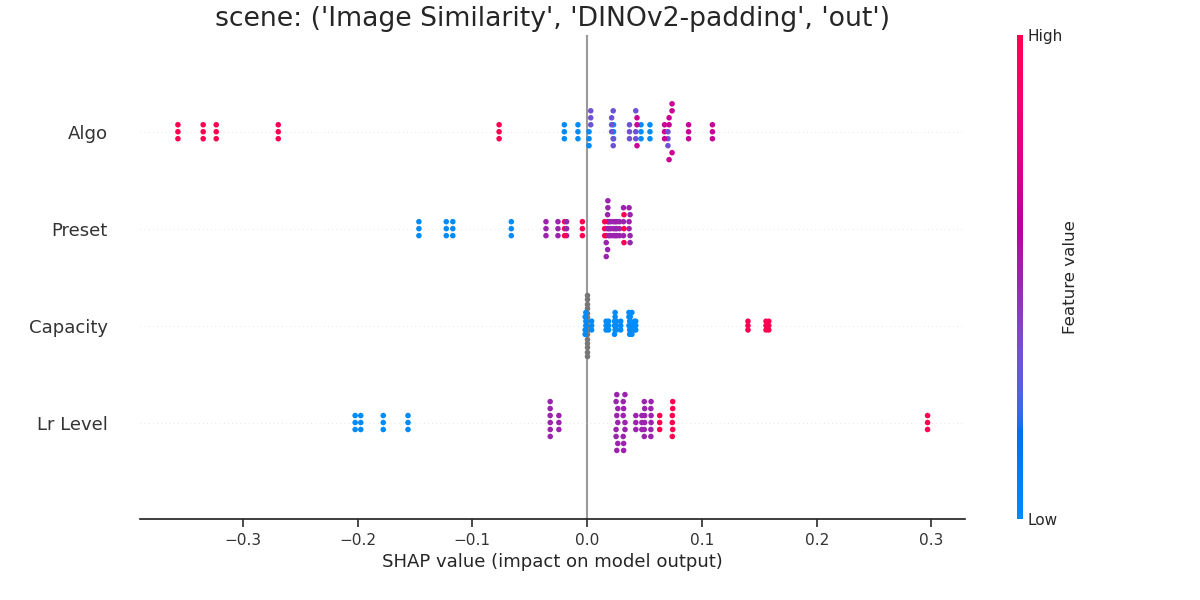 scene: ('Image Similarity', 'DINOv2-padding', 'out')
High
Algo
Preset
Capacity
Lr Level
Feature value
Low
−0.3 −0.2 −0.1 0.0 0.1 0.2 0.3
SHAP value (impact on model output)